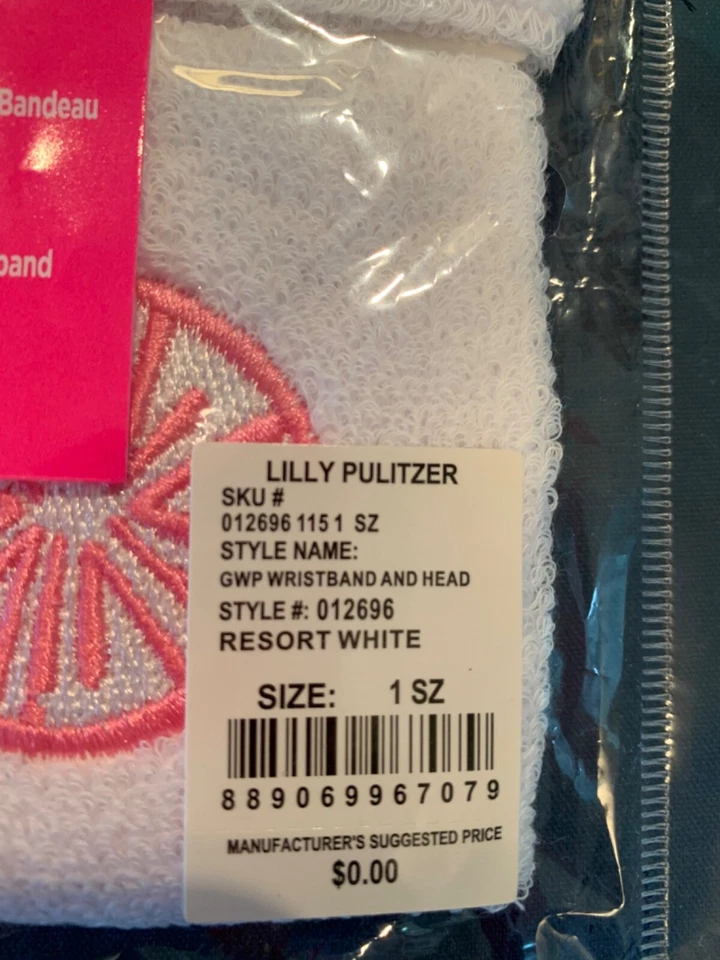 Bandeau
band
LILLY PULITZER
SKU #
012696 115 1 SZ
STYLE NAME:
GWP WRISTBAND AND HEAD
STYLE #: 012696
RESORT WHITE
SIZE: 1 SZ
889069967079
MANUFACTURER'S SUGGESTED PRICE
$0.00